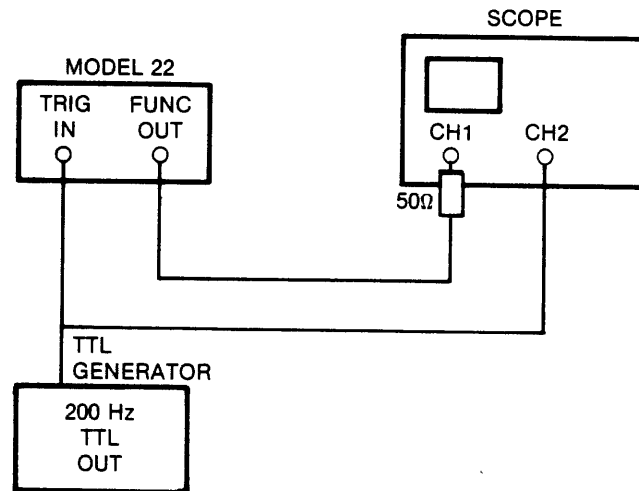 SCOPE
MODEL 22
TRIG IN
FUNC OUT
CH1
CH2
50Ω
TTL
GENERATOR
200 Hz
TTL
OUT